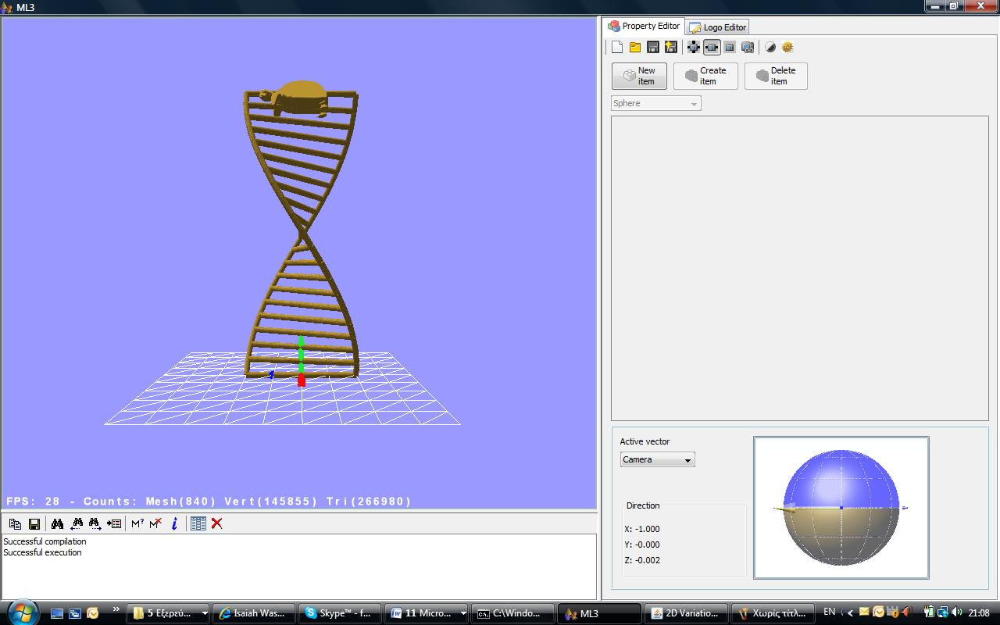 ML3
Property Editor
Logo Editor
New item
Create item
Delete item
Sphere
Active vector
Camera
Direction
X: -1.000
Y: -0.000
Z: -0.002
FPS: 28 - Counts: Mesh(840) Vert(145855) Tri(266980)
M? M
Successful compilation
Successful execution
5 Εξερεύ...
Isaiah Was...
Skype™ - f...
11 Micro...
C:\Windo...
ML3
2D Variatio...
Χωρίς τίτλ...
EN
21:08